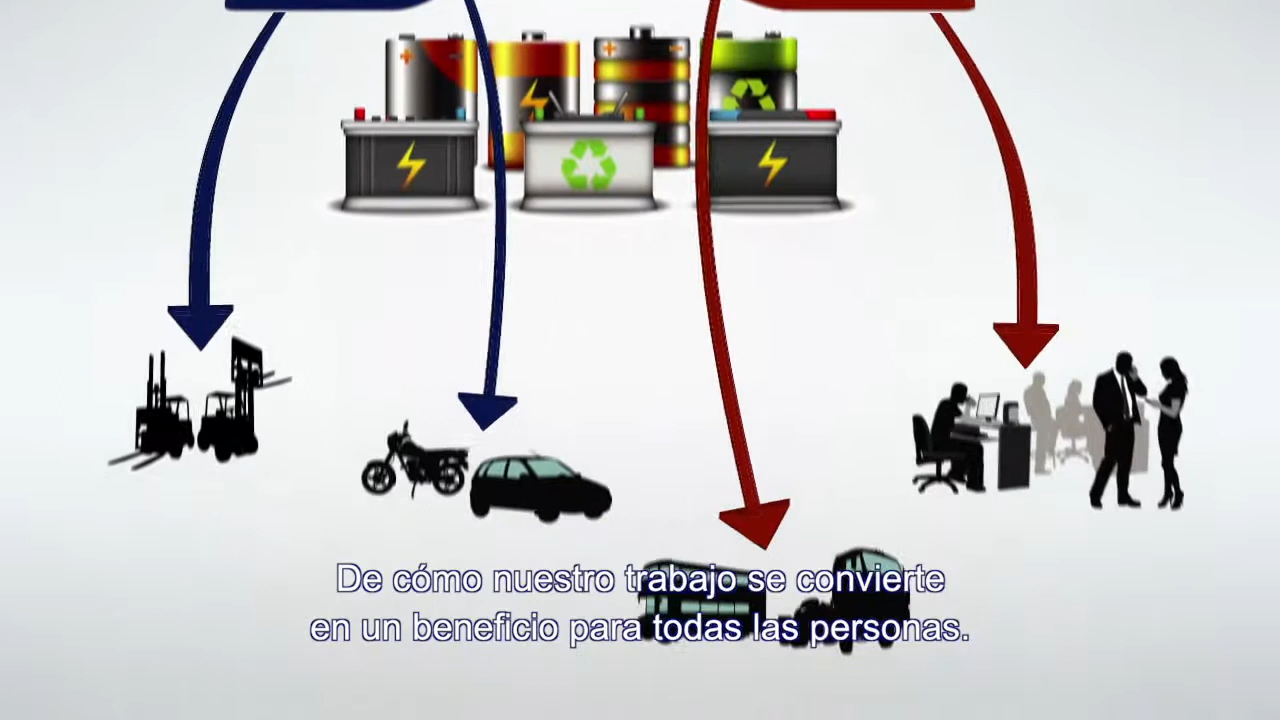 De cómo nuestro trabajo se convierte
en un beneficio para todas las personas.